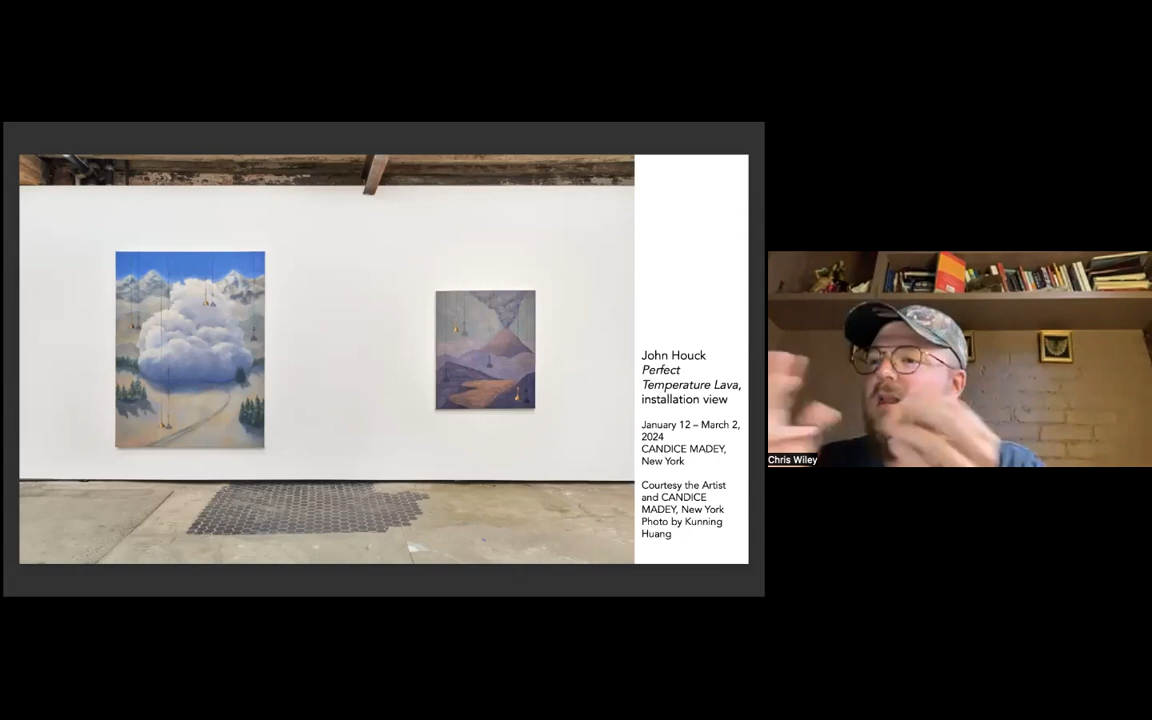 John Houck
Perfect
Temperature Lava,
installation view
January 12 – March 2,
2024
CANDICE MADEY,
New York
Courtesy the Artist
and CANDICE
MADEY, New York
Photo by Kunning
Huang
Chris Wiley